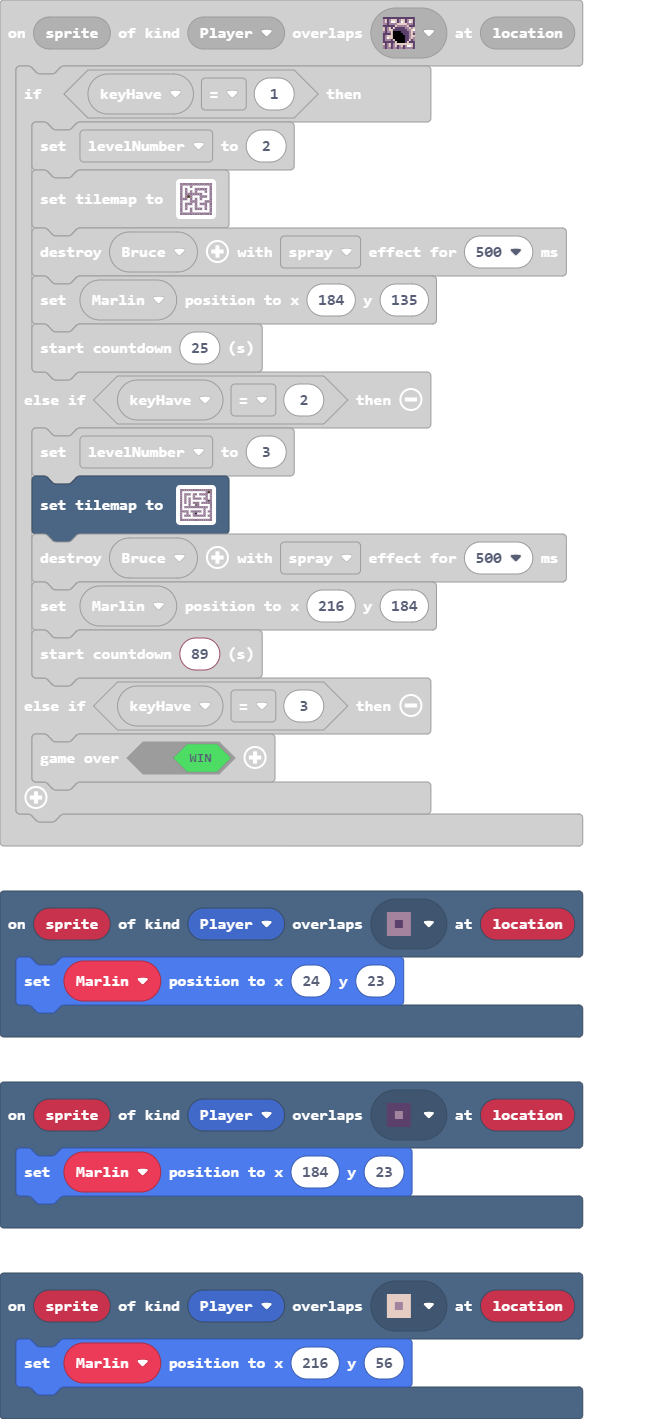 on sprite of kind Player overlaps at location
if keyHave = 1 then
set levelNumber to 2
set tilemap to
destroy Bruce with spray effect for 500 ms
set Marlin position to x 184 y 135
start countdown 25 (s)
else if keyHave = 2 then
set levelNumber to 3
set tilemap to
destroy Bruce with spray effect for 500 ms
set Marlin position to x 216 y 184
start countdown 89 (s)
else if keyHave = 3 then
game over WIN
on sprite of kind Player overlaps at location
set Marlin position to x 24 y 23
on sprite of kind Player overlaps at location
set Marlin position to x 184 y 23
on sprite of kind Player overlaps at location
set Marlin position to x 216 y 56